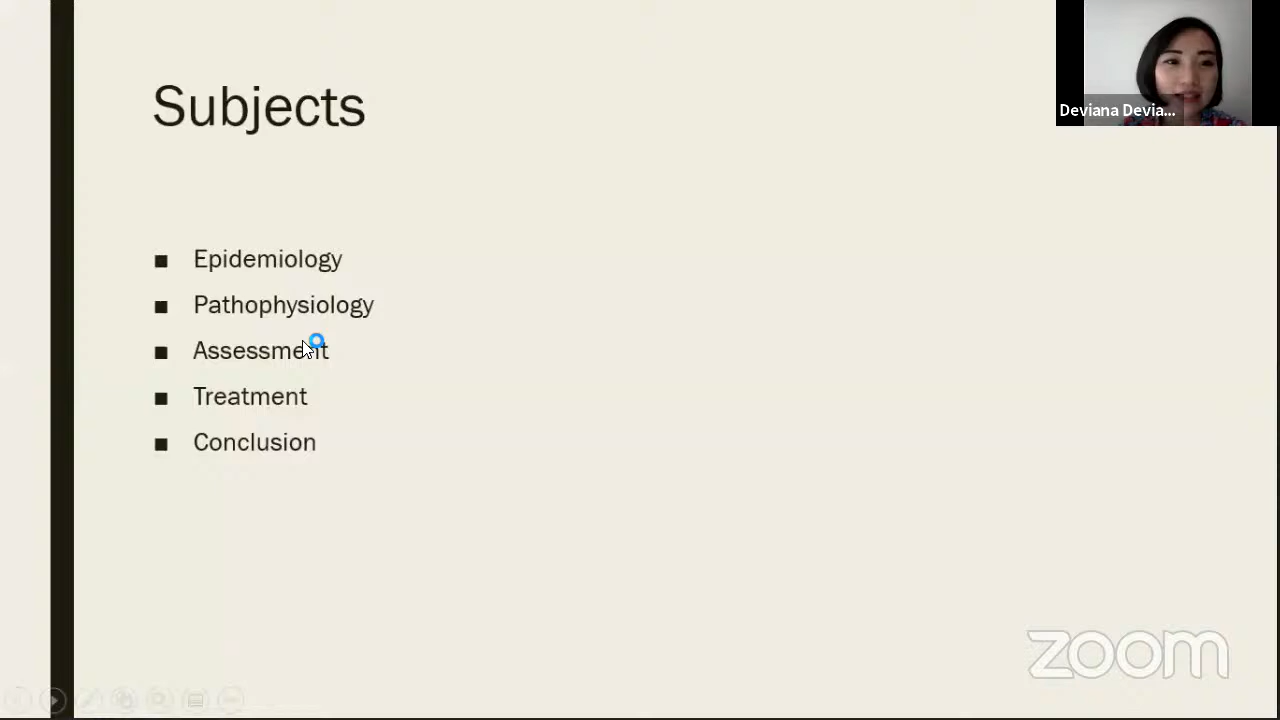 Subjects
Deviana Devia...
■ Epidemiology
■ Pathophysiology
■ Assessment
■ Treatment
■ Conclusion
zoom